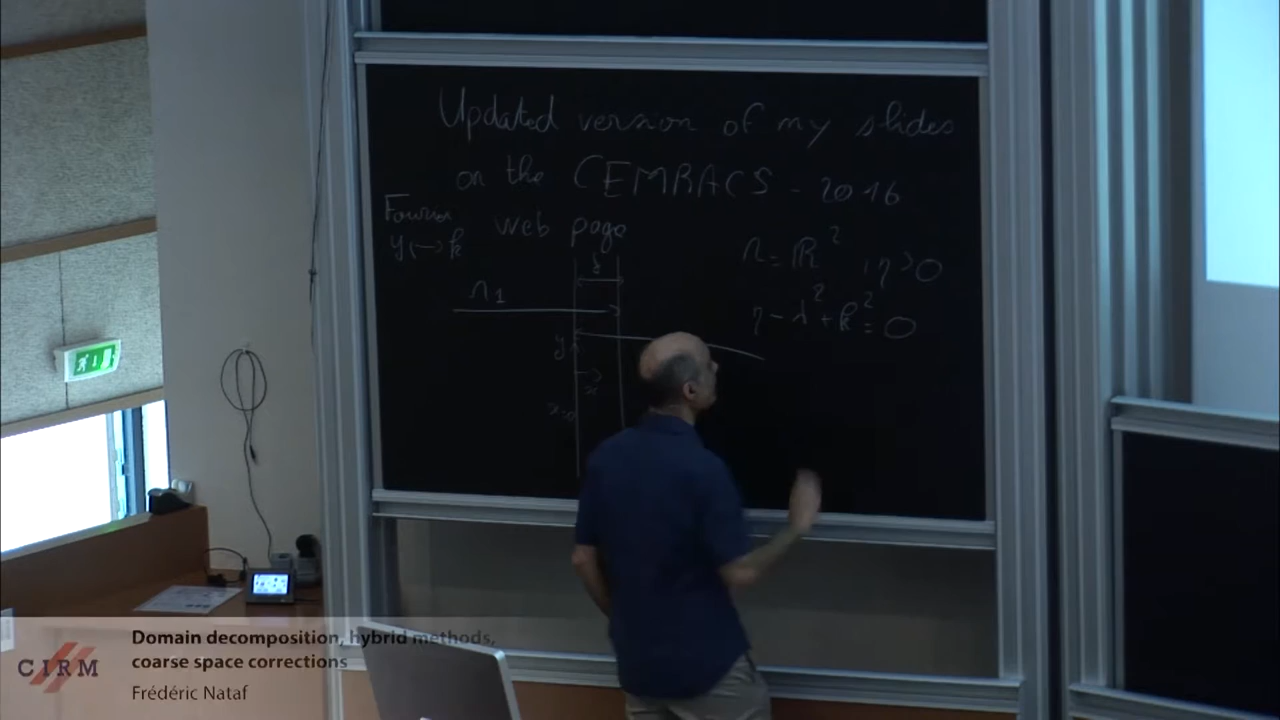 Updated version of my slides
on the CEMRACS - 2016
Fourier web page
y ↦ k
Ω = ℝ² , η > 0
η - λ² + k² = 0
δ
Ω1
y
x
x=0
Domain decomposition, hybrid methods,
coarse space corrections
CIRM
Frédéric Nataf